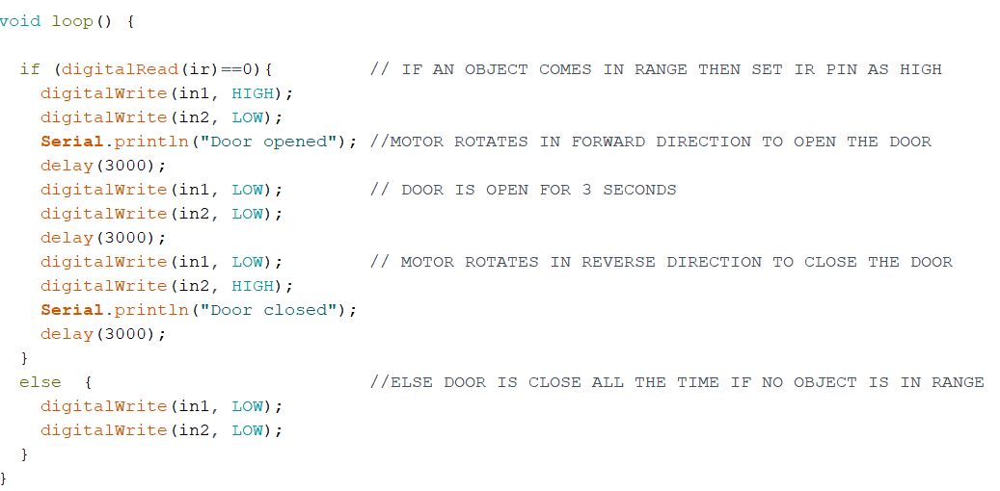 void loop() {
if (digitalRead(ir)==0){ // IF AN OBJECT COMES IN RANGE THEN SET IR PIN AS HIGH
digitalWrite(in1, HIGH);
digitalWrite(in2, LOW);
Serial.println("Door opened"); //MOTOR ROTATES IN FORWARD DIRECTION TO OPEN THE DOOR
delay(3000);
digitalWrite(in1, LOW); // DOOR IS OPEN FOR 3 SECONDS
digitalWrite(in2, LOW);
delay(3000);
digitalWrite(in1, LOW); // MOTOR ROTATES IN REVERSE DIRECTION TO CLOSE THE DOOR
digitalWrite(in2, HIGH);
Serial.println("Door closed");
delay(3000);
}
else { //ELSE DOOR IS CLOSE ALL THE TIME IF NO OBJECT IS IN RANGE
digitalWrite(in1, LOW);
digitalWrite(in2, LOW);
}
}